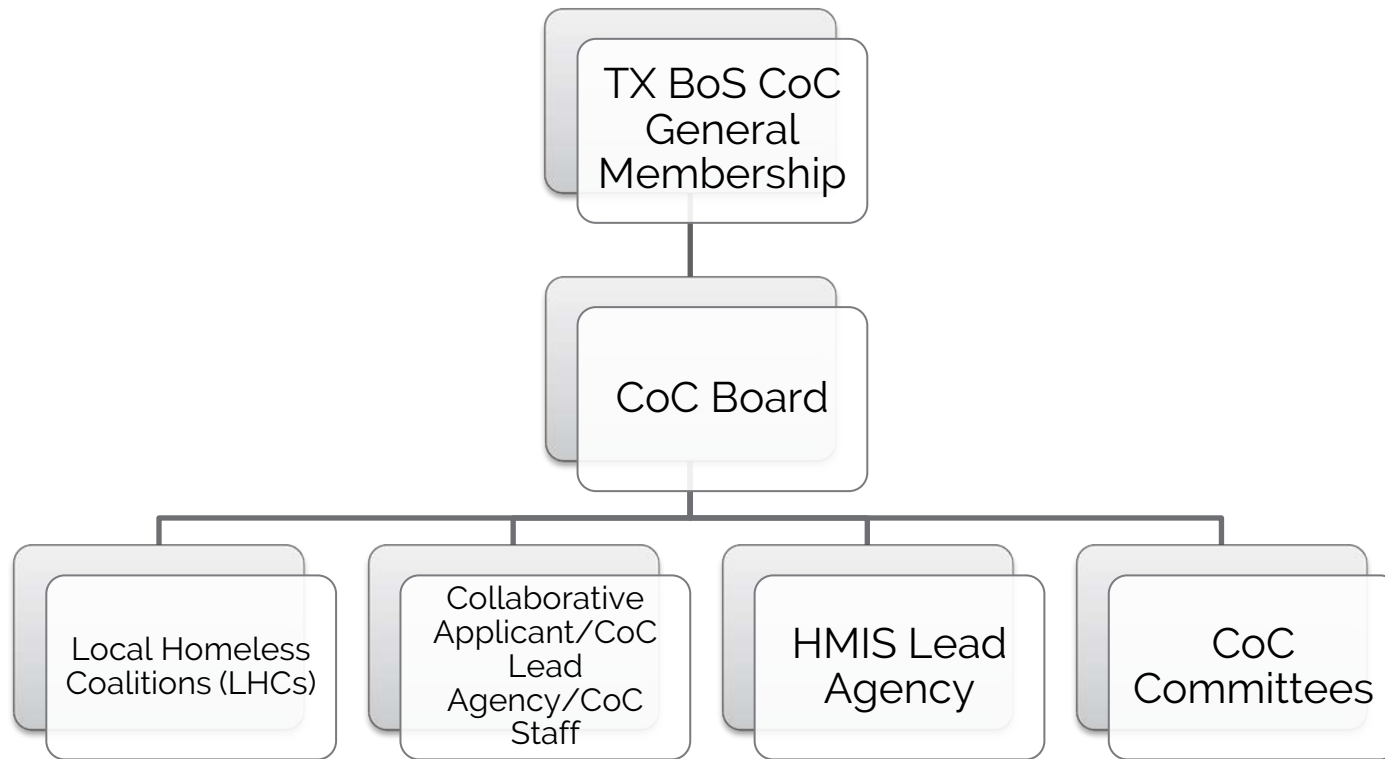 TX BoS CoC
General
Membership
CoC Board
Local Homeless
Coalitions (LHCs)
Collaborative
Applicant/CoC
Lead
Agency/CoC
Staff
HMIS Lead
Agency
CoC
Committees